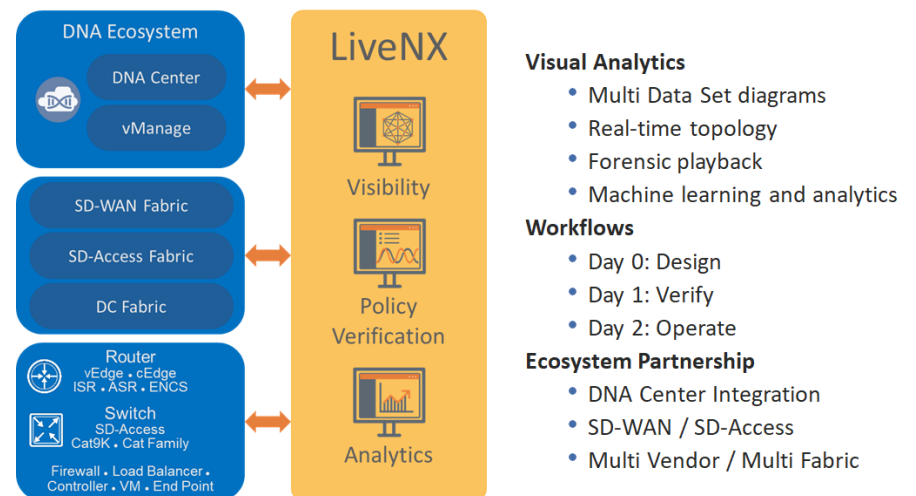 DNA Ecosystem
DNA Center
vManage
SD-WAN Fabric
SD-Access Fabric
DC Fabric
Router
vEdge • cEdge
ISR • ASR • ENCS
Switch
SD-Access
Cat9K • Cat Family
Firewall • Load Balancer •
Controller • VM • End Point
LiveNX
Visibility
Policy
Verification
Analytics
Visual Analytics
• Multi Data Set diagrams
• Real-time topology
• Forensic playback
• Machine learning and analytics
Workflows
• Day 0: Design
• Day 1: Verify
• Day 2: Operate
Ecosystem Partnership
• DNA Center Integration
• SD-WAN / SD-Access
• Multi Vendor / Multi Fabric